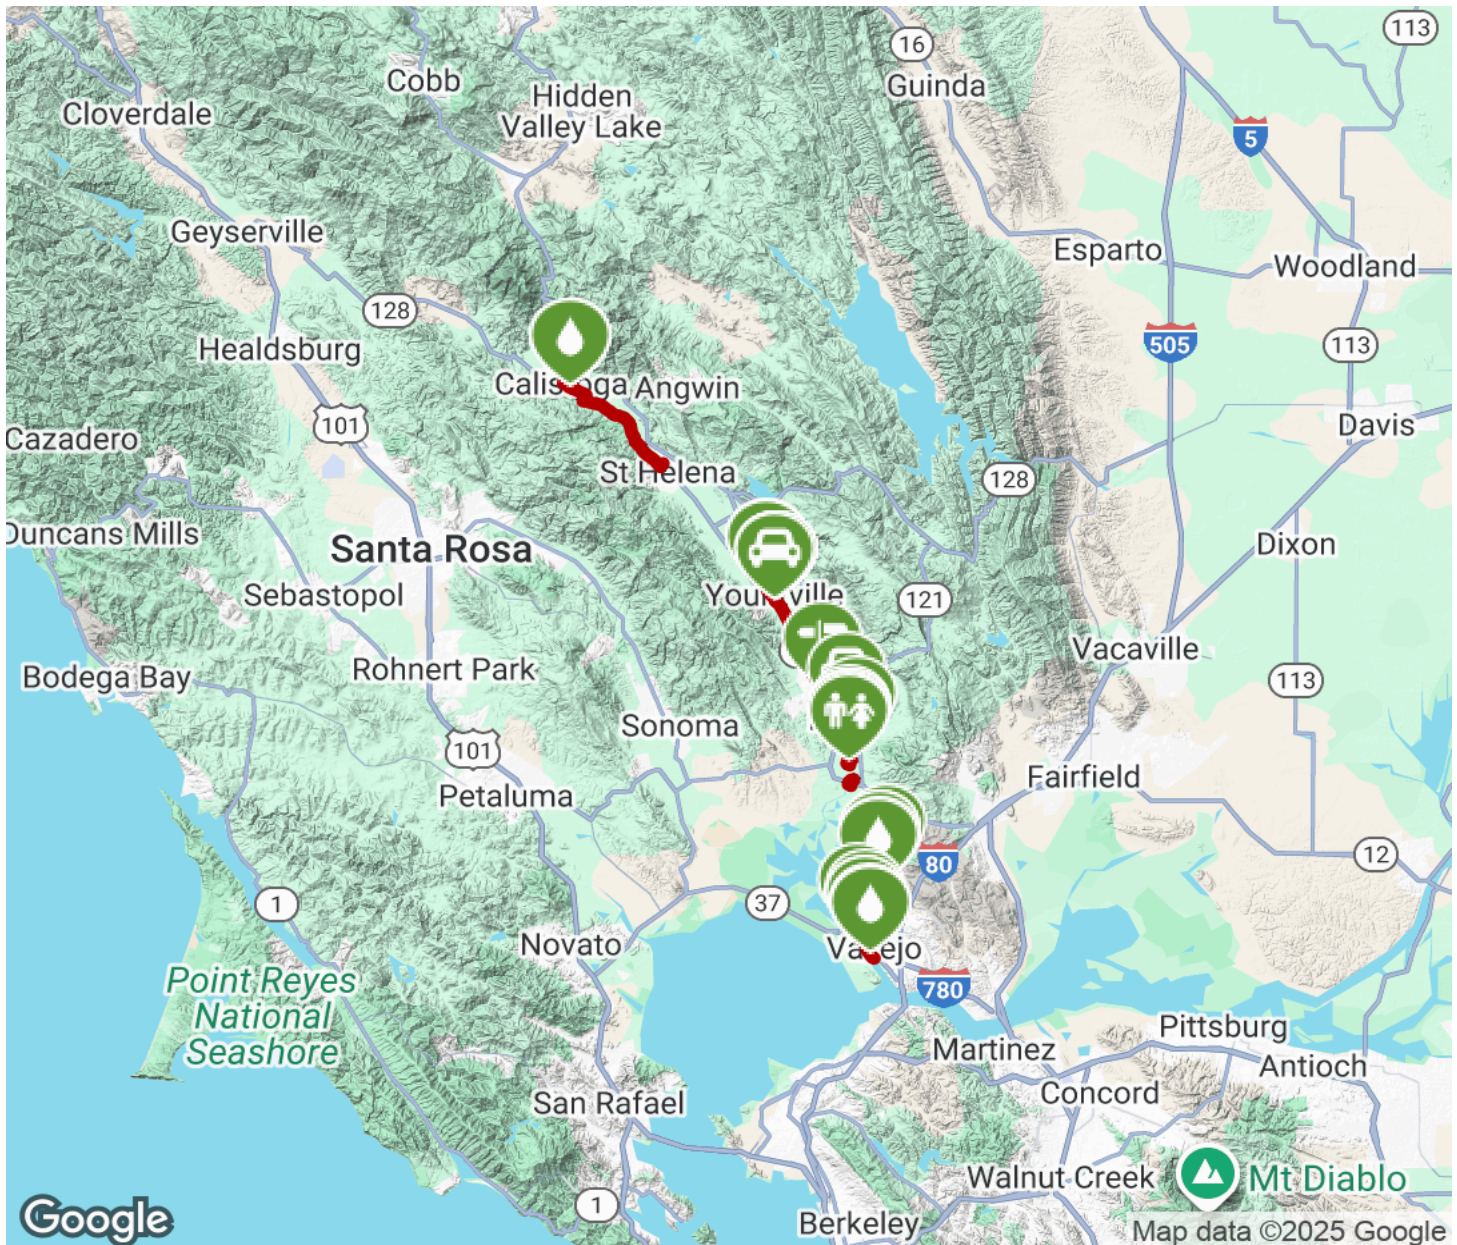 113
16
Cobb
Guinda
Hidden
Valley Lake
Cloverdale
5
Geyserville
Esparto
Woodland
128
Healdsburg
505
113
Calistoga
Angwin
101
Davis
Cazadero
St Helena
128
Duncans Mills
Santa Rosa
Dixon
Sebastopol
Yountville
121
Vacaville
Rohnert Park
Bodega Bay
113
Sonoma
101
Fairfield
Petaluma
12
80
37
1
Novato
Vallejo
Point Reyes
National
Seashore
780
Pittsburg
Martinez
Antioch
Concord
San Rafael
Walnut Creek
Mt Diablo
1
Berkeley
Google
Map data ©2025 Google